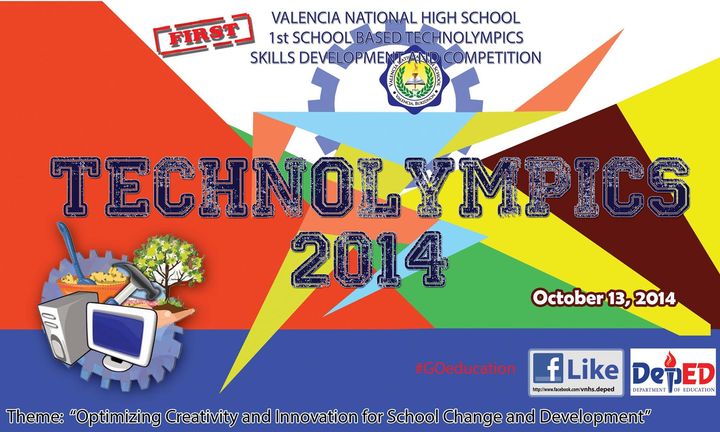 FIRST
VALENCIA NATIONAL HIGH SCHOOL
1st SCHOOL BASED TECHNOLYMPICS
SKILLS DEVELOPMENT AND COMPETITION
VALENCIA, BUKIDNON
TECHNOLYMPICS
2014
October 13, 2014
#GOeducation
f Like
http://www.facebook.com/vnhs.deped
DepED
DEPARTMENT OF EDUCATION
Theme: "Optimizing Creativity and Innovation for School Change and Development"